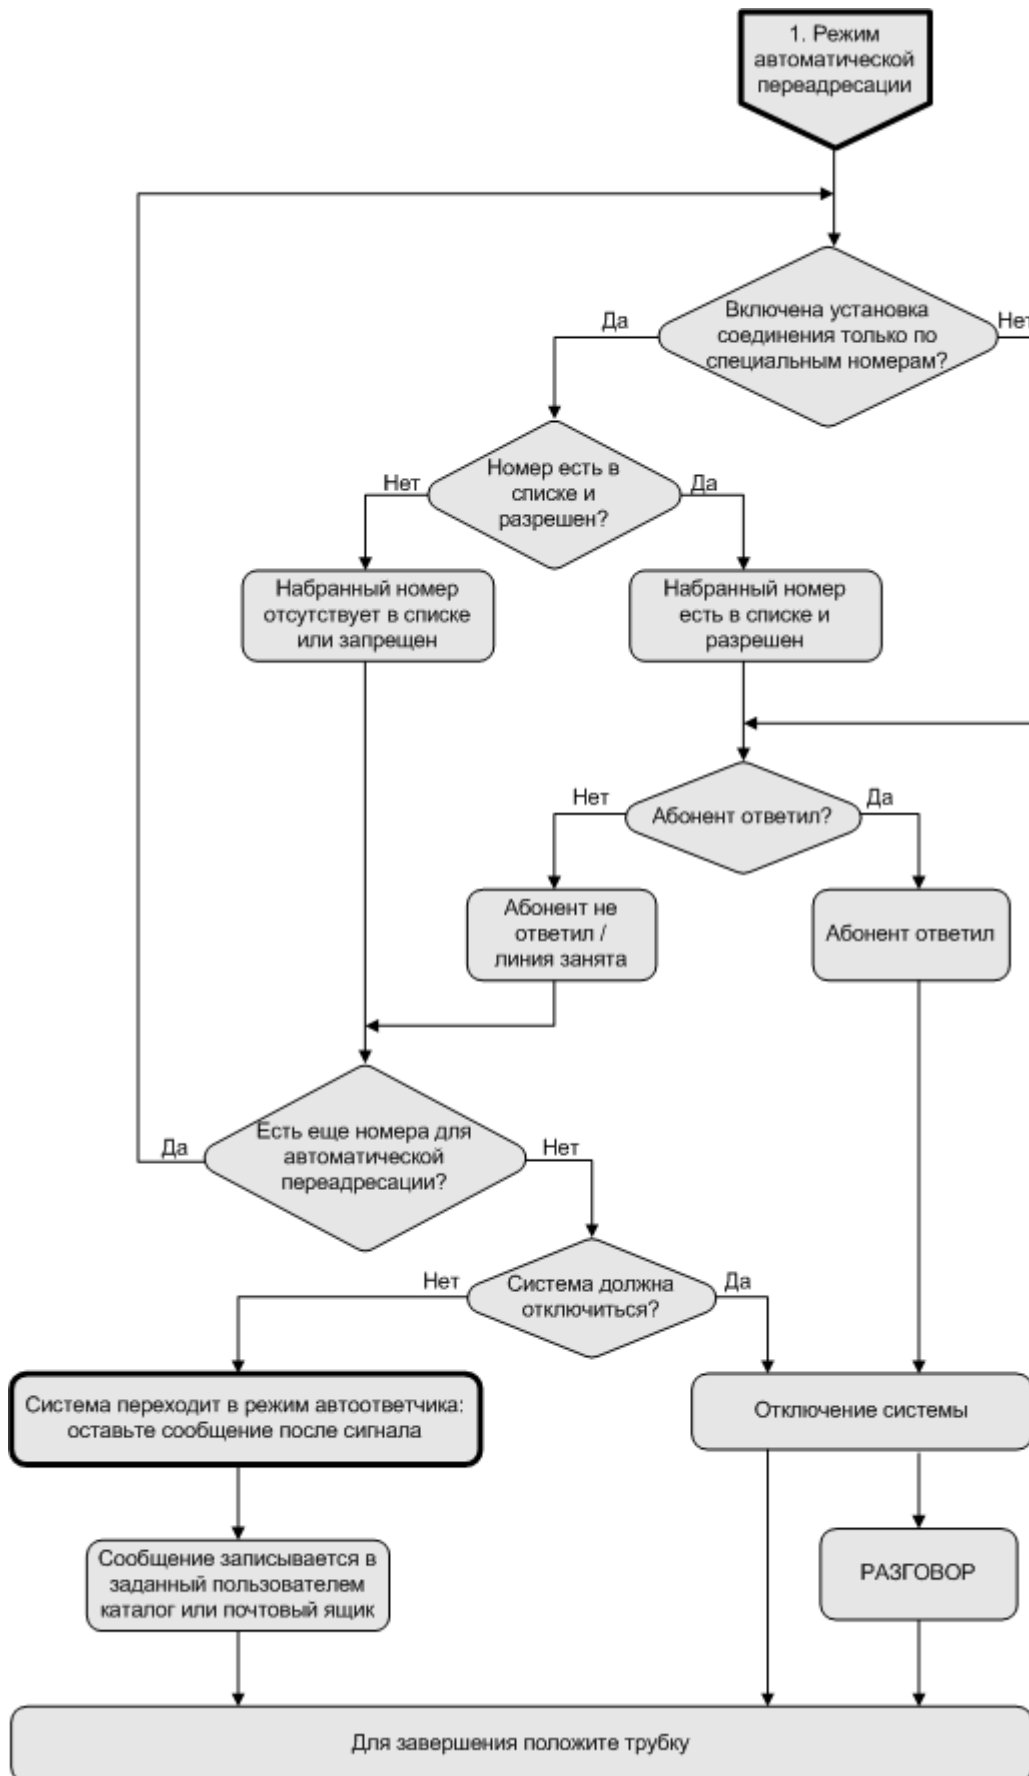 1. Режим
автоматической
переадресации
Включена установка
соединения только по
специальным номерам?
Да
Нет
Номер есть в
списке и
разрешен?
Нет
Да
Набранный номер
отсутствует в списке
или запрещен
Набранный номер
есть в списке и
разрешен
Абонент ответил?
Нет
Да
Абонент не
ответил /
линия занята
Абонент ответил
Есть еще номера для
автоматической
переадресации?
Да
Нет
Система должна
отключиться?
Нет
Да
Система переходит в режим автоответчика:
оставьте сообщение после сигнала
Отключение системы
Сообщение записывается в
заданный пользователем
каталог или почтовый ящик
РАЗГОВОР
Для завершения положите трубку